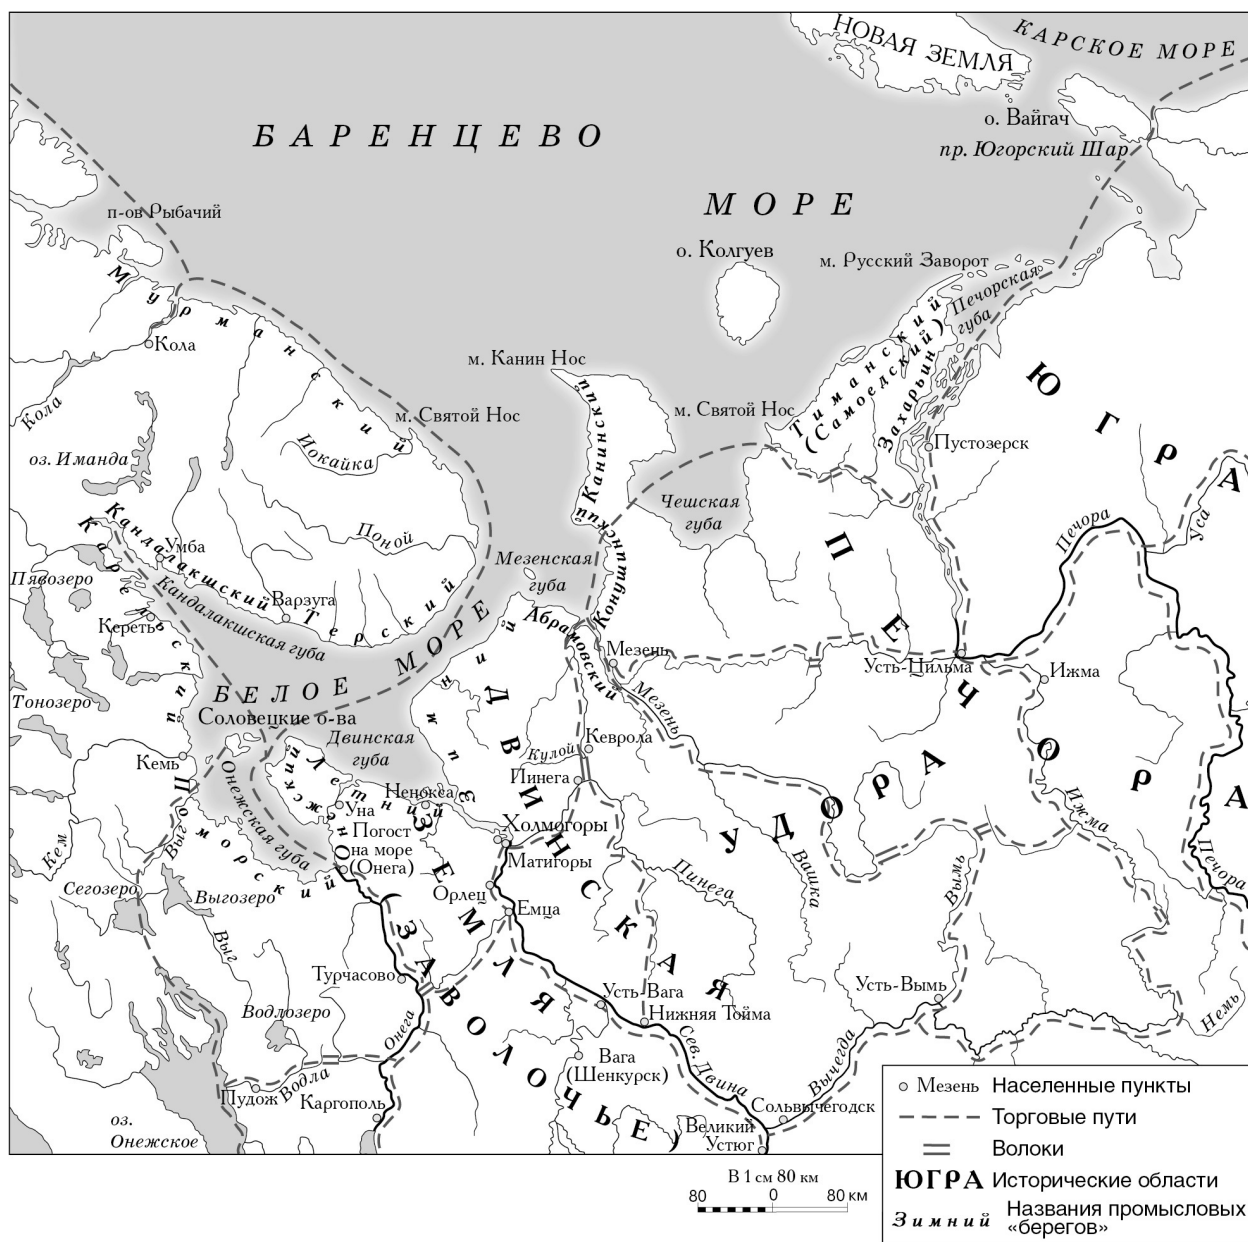 НОВАЯ ЗЕМЛЯ
КАРСКОЕ МОРЕ
о. Вайгач
пр. Югорский Шар
БАРЕНЦЕВО
МОРЕ
п-ов Рыбачий
о. Колгуев
м. Русский Заворот
Печорская
губа
Мурманский
Кола
Кола
м. Канин Нос
м. Святой Нос
м. Святой Нос
Тиманский
(Самоедский)
Захарьин
Канинский
ЮГРА
Пустозерск
Иокайка
оз. Иманда
Чешская
губа
Поной
Печора
Уса
Кандалакшский
Карельский
Умба
Мезенская
губа
Конушинский
Пявозеро
Варзуга
Терский
Кандалакшская губа
Кереть
Абрамовский
Мезень
Мезень
Усть-Цильма
Ижма
ПЕЧОРА
БЕЛОЕ МОРЕ
Зимний
Тонозеро
Соловецкие о-ва
Двинская
губа
Кемь
Кеврола
Кулой
Пинега
Летний
Онежский
Онежская губа
Ненокса
Уна
Погост
на море
(Онега)
Холмогоры
Матигоры
ДВИНСКАЯ
ЗЕМЛЯ
УДОРА
Ижма
Печора
Поморский
Выг
Кем
Сегозеро
Выгозеро
Выг
Орлец
Емца
Пинега
Вашка
Вымь
О (ЗАВОЛОЧЬЕ)
Турчасово
Усть-Вага
Нижняя Тойма
Усть-Вымь
Немь
Водлозеро
Онега
Сев. Двина
Вычегда
Вага
(Шенкурск)
Пудож
Водла
Каргополь
Сольвычегодск
Великий
Устюг
оз.
Онежское
Мезень Населенные пункты
Торговые пути
Волоки
ЮГРА Исторические области
Зимний Названия промысловых
«берегов»
В 1 см 80 км
80 0 80 км